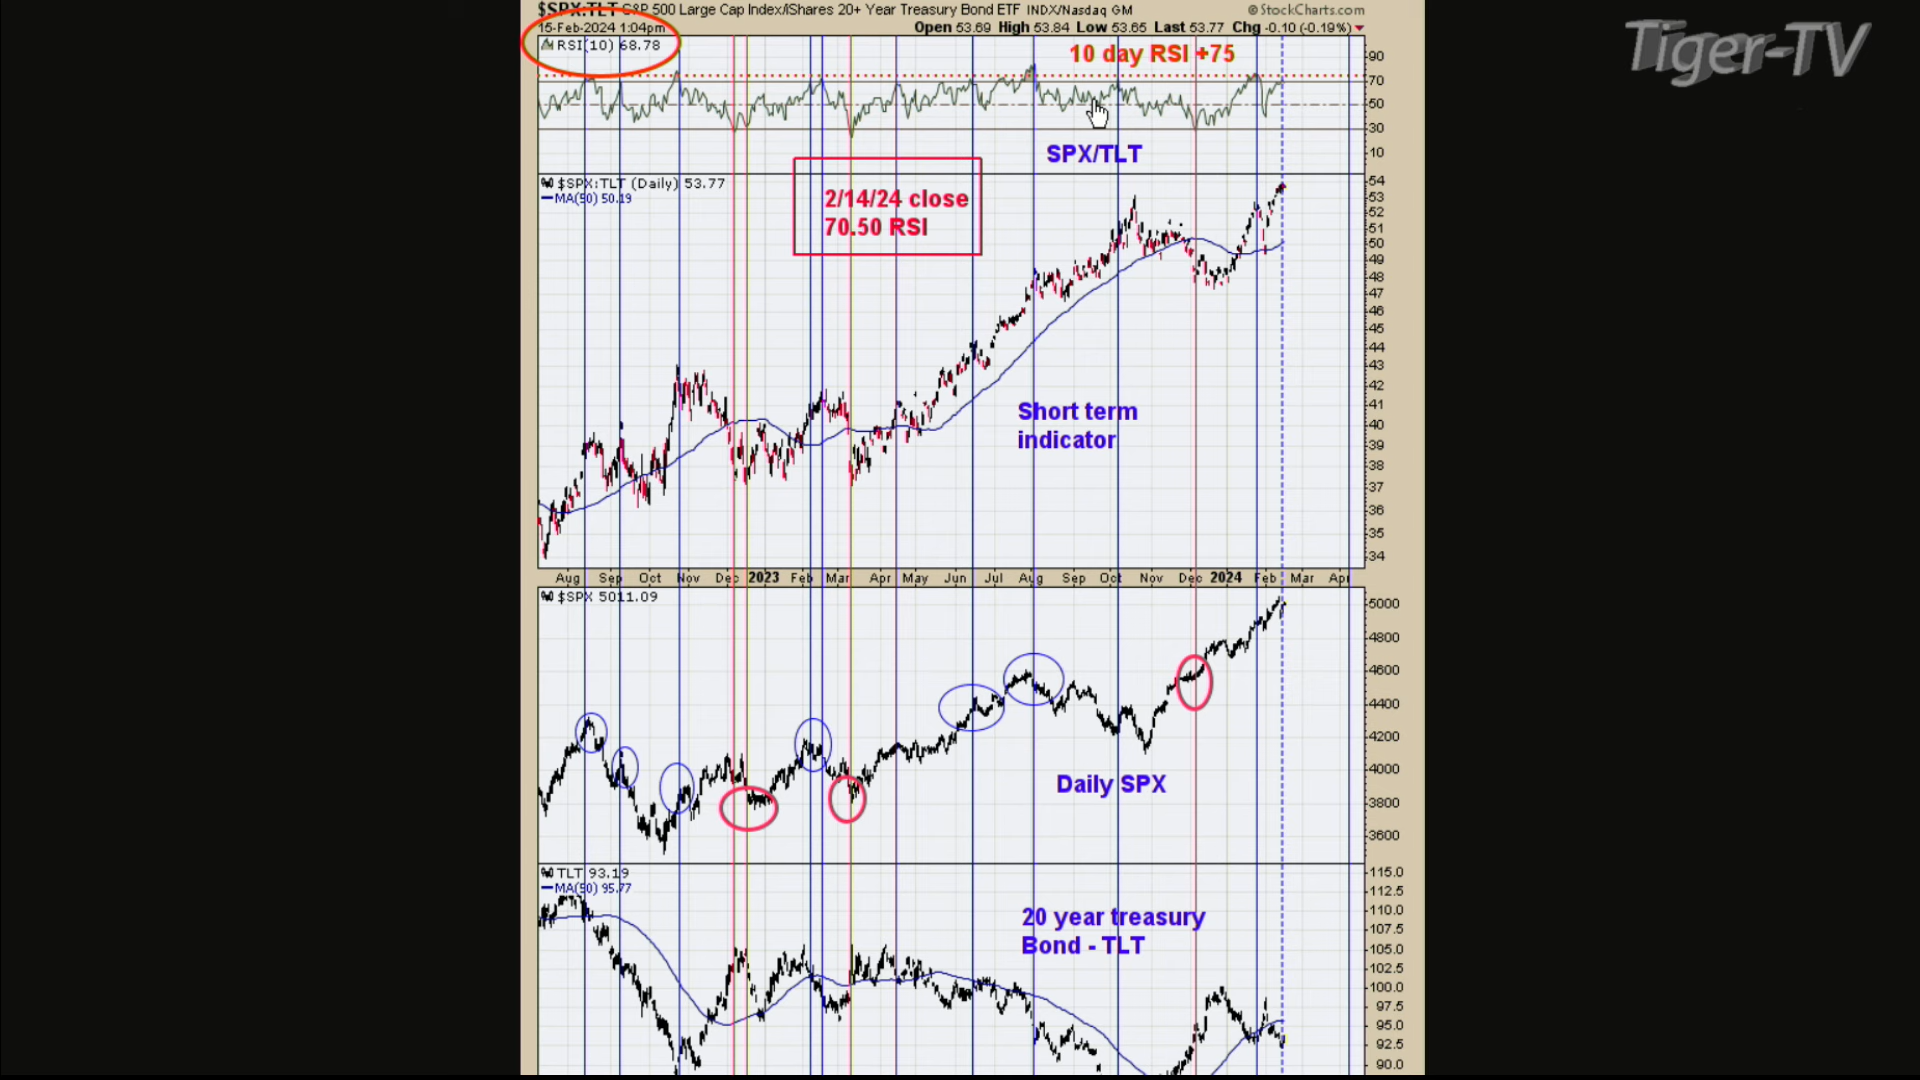 $SPX:TLT S&P 500 Large Cap Index/iShares 20+ Year Treasury Bond ETF INDX/Nasdaq GM
© StockCharts.com
15-Feb-2024 1:04pm
Open 53.69 High 53.84 Low 53.65 Last 53.77 Chg -0.10 (-0.19%)
Tiger-TV
RSI(10) 68.78
10 day RSI +75
90
70
50
30
10
SPX/TLT
$SPX:TLT (Daily) 53.77
MA(50) 50.19
2/14/24 close
70.50 RSI
54
53
52
51
50
49
48
47
46
45
44
43
42
41
40
39
38
37
36
35
34
Short term
indicator
Aug Sep Oct Nov Dec 2023 Feb Mar Apr May Jun Jul Aug Sep Oct Nov Dec 2024 Feb Mar Apr
$SPX 5011.09
5000
4800
4600
4400
4200
4000
3800
3600
Daily SPX
TLT 93.19
MA(50) 95.77
20 year treasury
Bond - TLT
115.0
112.5
110.0
107.5
105.0
102.5
100.0
97.5
95.0
92.5
90.0